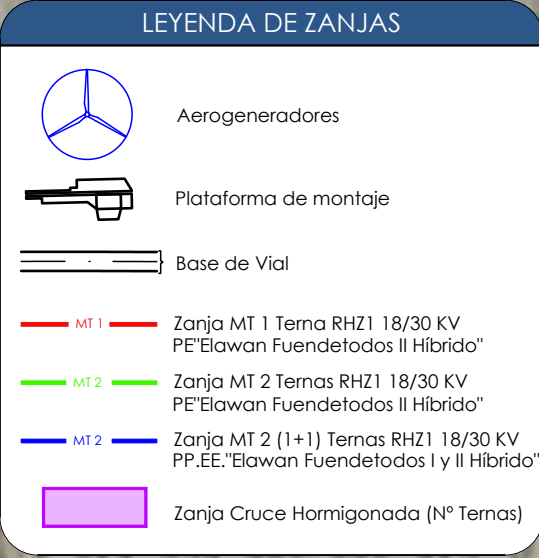 LEYENDA DE ZANJAS
Aerogeneradores
Plataforma de montaje
Base de Vial
MT 1
Zanja MT 1 Terna RHZ1 18/30 KV
PE"Elawan Fuendetodos II Híbrido"
MT 2
Zanja MT 2 Ternas RHZ1 18/30 KV
PE"Elawan Fuendetodos II Híbrido"
MT 2
Zanja MT 2 (1+1) Ternas RHZ1 18/30 KV
PP.EE."Elawan Fuendetodos I y II Híbrido"
Zanja Cruce Hormigonada (Nº Ternas)